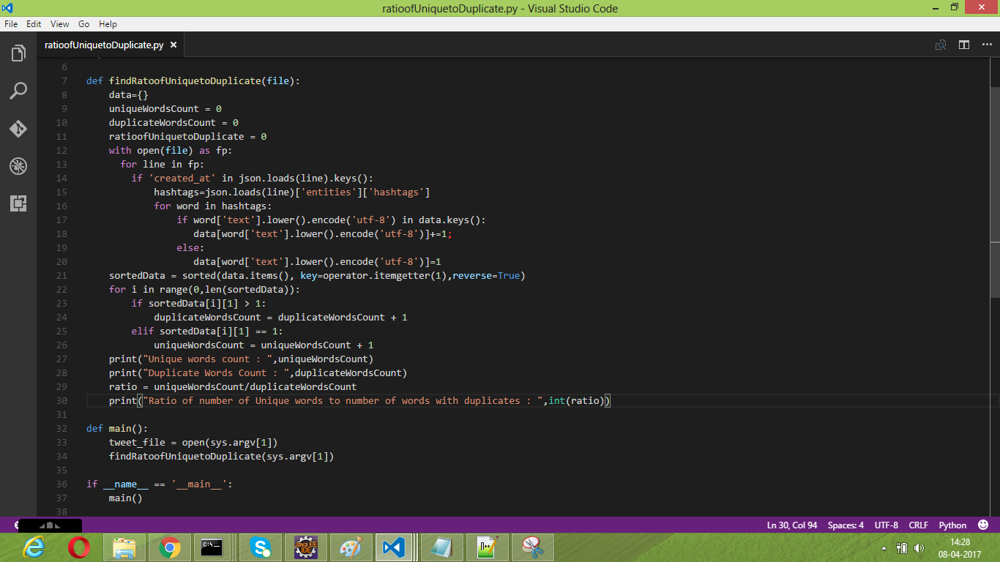 ratioofUniquetoDuplicate.py - Visual Studio Code
File Edit View Go Help
ratioofUniquetoDuplicate.py
6
7 def findRatoofUniquetoDuplicate(file):
8 data={}
9 uniqueWordsCount = 0
10 duplicateWordsCount = 0
11 ratioofUniquetoDuplicate = 0
12 with open(file) as fp:
13 for line in fp:
14 if 'created_at' in json.loads(line).keys():
15 hashtags=json.loads(line)['entities']['hashtags']
16 for word in hashtags:
17 if word['text'].lower().encode('utf-8') in data.keys():
18 data[word['text'].lower().encode('utf-8')]+=1;
19 else:
20 data[word['text'].lower().encode('utf-8')]=1
21 sortedData = sorted(data.items(), key=operator.itemgetter(1),reverse=True)
22 for i in range(0,len(sortedData)):
23 if sortedData[i][1] > 1:
24 duplicateWordsCount = duplicateWordsCount + 1
25 elif sortedData[i][1] == 1:
26 uniqueWordsCount = uniqueWordsCount + 1
27 print("Unique words count : ",uniqueWordsCount)
28 print("Duplicate Words Count : ",duplicateWordsCount)
29 ratio = uniqueWordsCount/duplicateWordsCount
30 print("Ratio of number of Unique words to number of words with duplicates : ",int(ratio))
31
32 def main():
33 tweet_file = open(sys.argv[1])
34 findRatoofUniquetoDuplicate(sys.argv[1])
35
36 if __name__ == '__main__':
37 main()
38
Ln 30, Col 94 Spaces: 4 UTF-8 CRLF Python
Java EE
IDE
14:28
08-04-2017